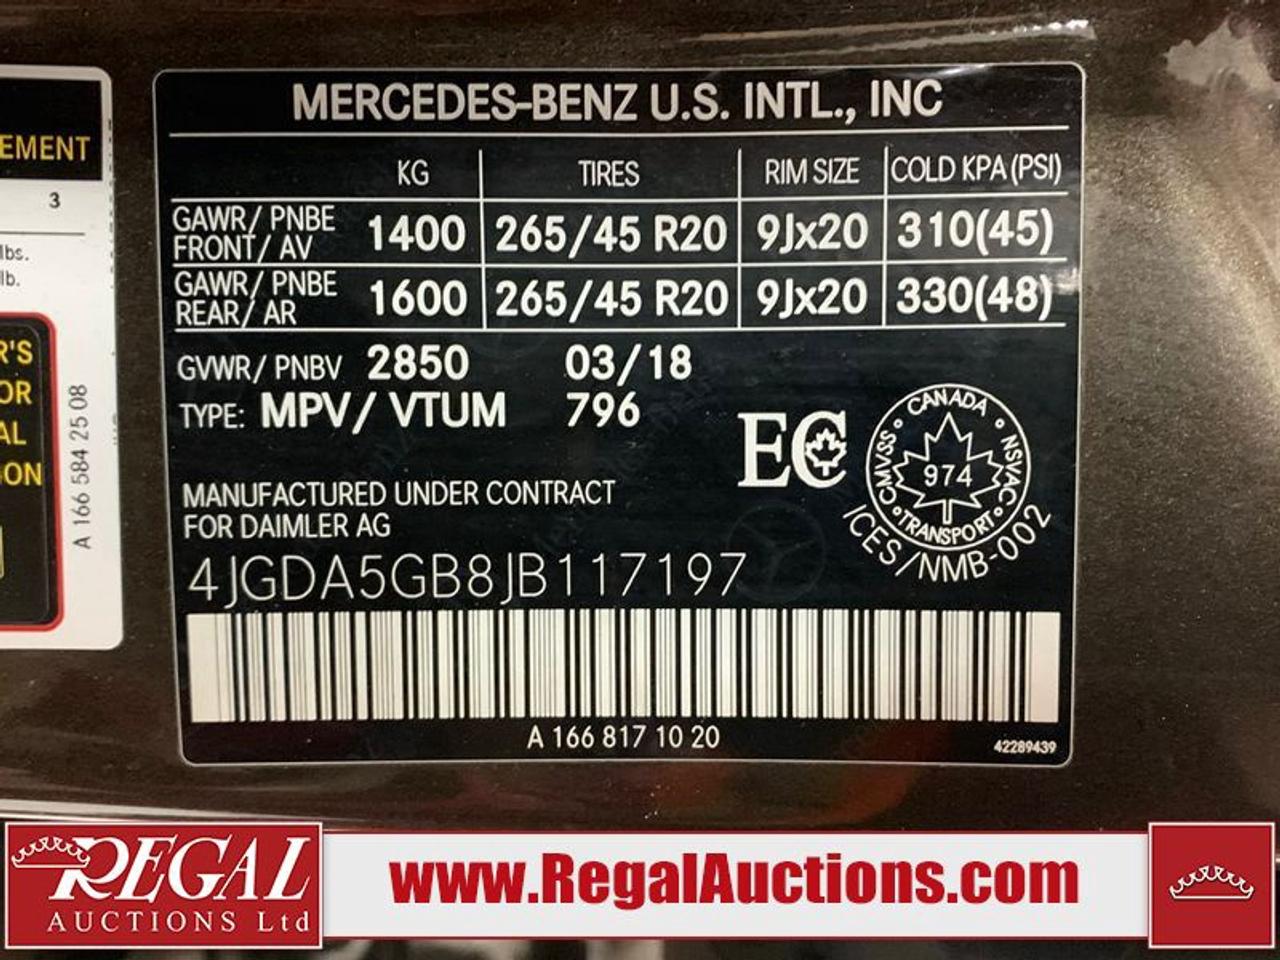 MERCEDES-BENZ U.S. INTL., INC
KG TIRES RIM SIZE COLD KPA (PSI)
GAWR/ PNBE FRONT/ AV 1400 265/45 R20 9Jx20 310(45)
GAWR/ PNBE REAR/ AR 1600 265/45 R20 9Jx20 330(48)
GVWR/ PNBV 2850 03/18
TYPE: MPV/ VTUM 796
EC
CANADA
CMVSS · NSVAC
974
TRANSPORT
ICES/NMB-002
MANUFACTURED UNDER CONTRACT
FOR DAIMLER AG
4JGDA5GB8JB117197
A 166 817 10 20
42289439
EMENT
3
lbs.
lb.
R'S
OR
AL
ON
A 166 584 25 08
REGAL
AUCTIONS Ltd
www.RegalAuctions.com